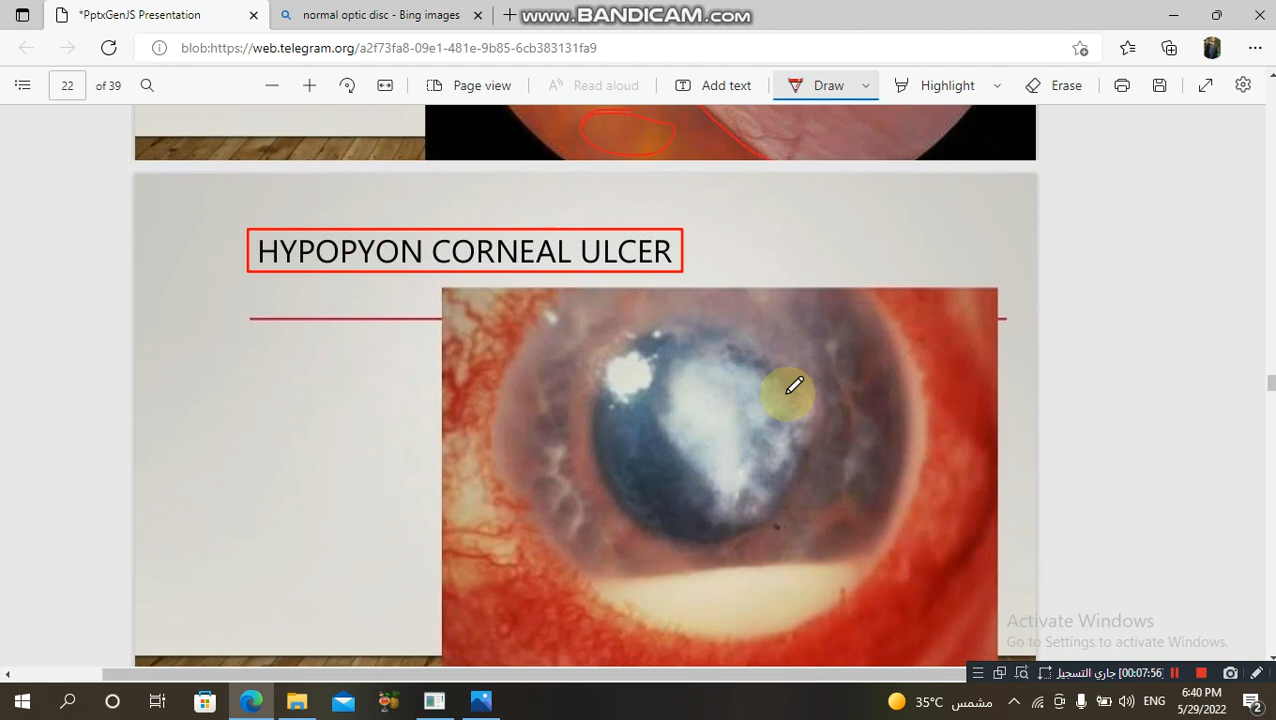 www.BANDICAM.com
*PptxGenJS Presentation
normal optic disc - Bing images
blob:https://web.telegram.org/a2f73fa8-09e1-481e-9b85-6cb383131fa9
22 of 39 Page view Read aloud Add text Draw Highlight Erase
HYPOPYON CORNEAL ULCER
Activate Windows
Go to Settings to activate Windows.
جاري التسجيل [00:07:56]
35°C مشمس ENG 6:40 PM
5/29/2022 2